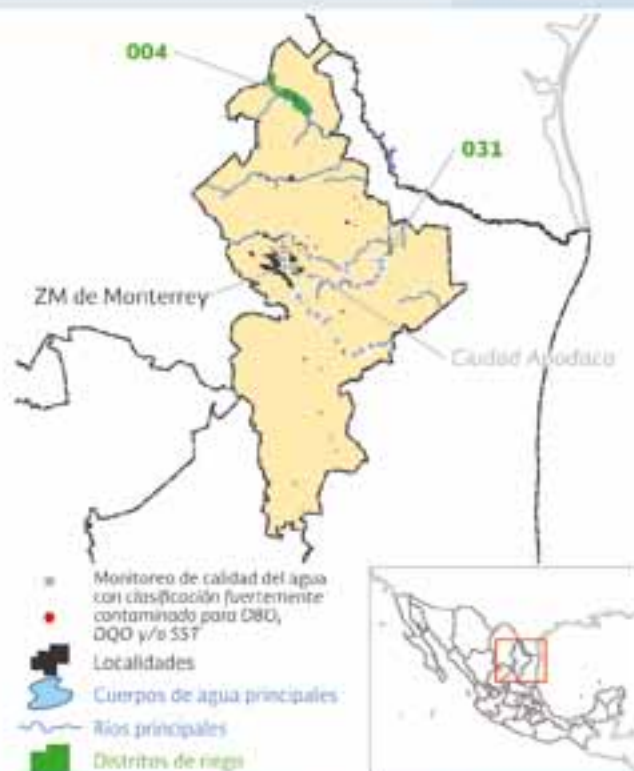 004
031
ZM de Monterrey
Ciudad Apodaca
Monitoreo de calidad del agua
con clasificación fuertemente
contaminado para DBO,
DQO y/o SST
Localidades
Cuerpos de agua principales
Ríos principales
Distritos de riego